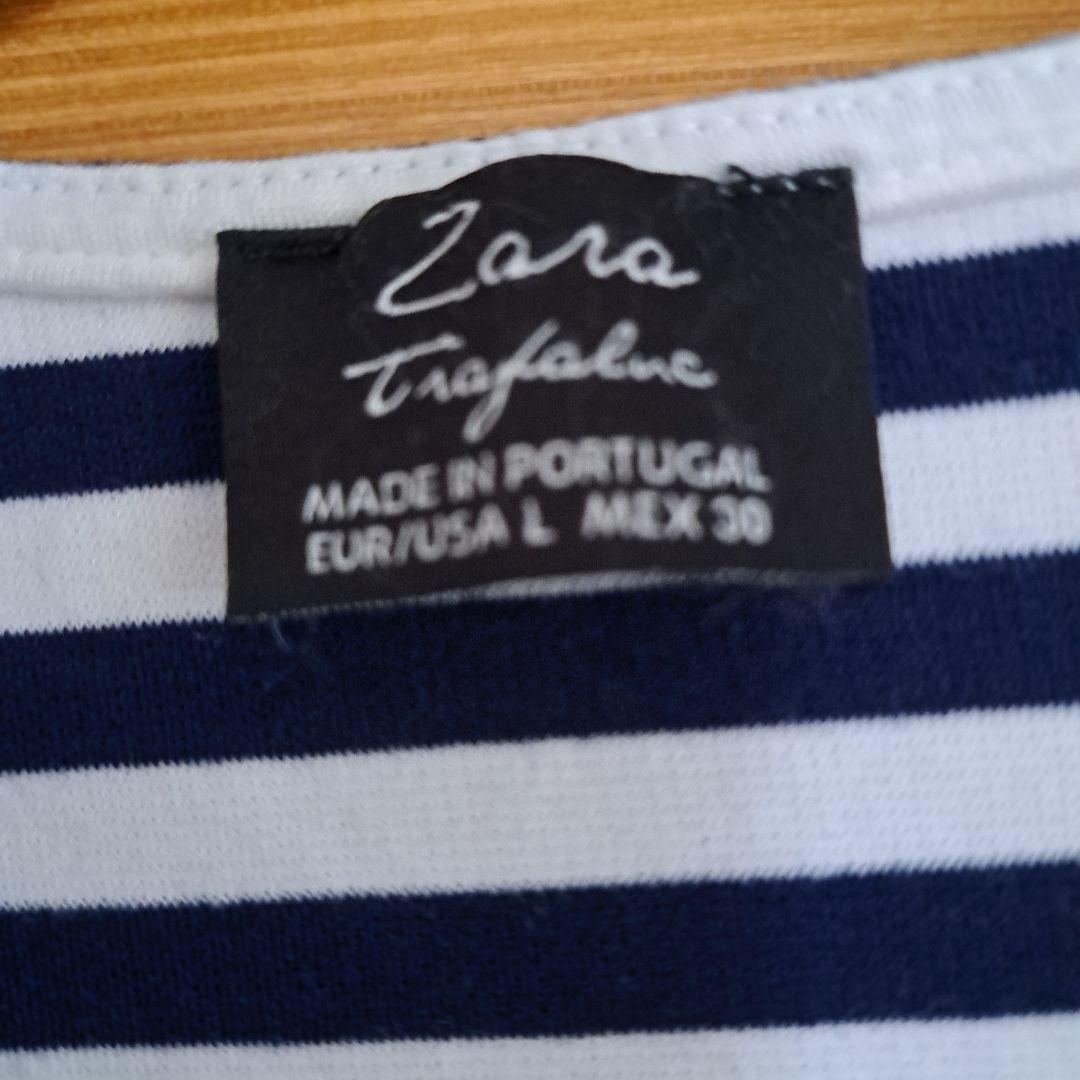 Zara
Trafaluc
MADE IN PORTUGAL
EUR/USA L MEX 30